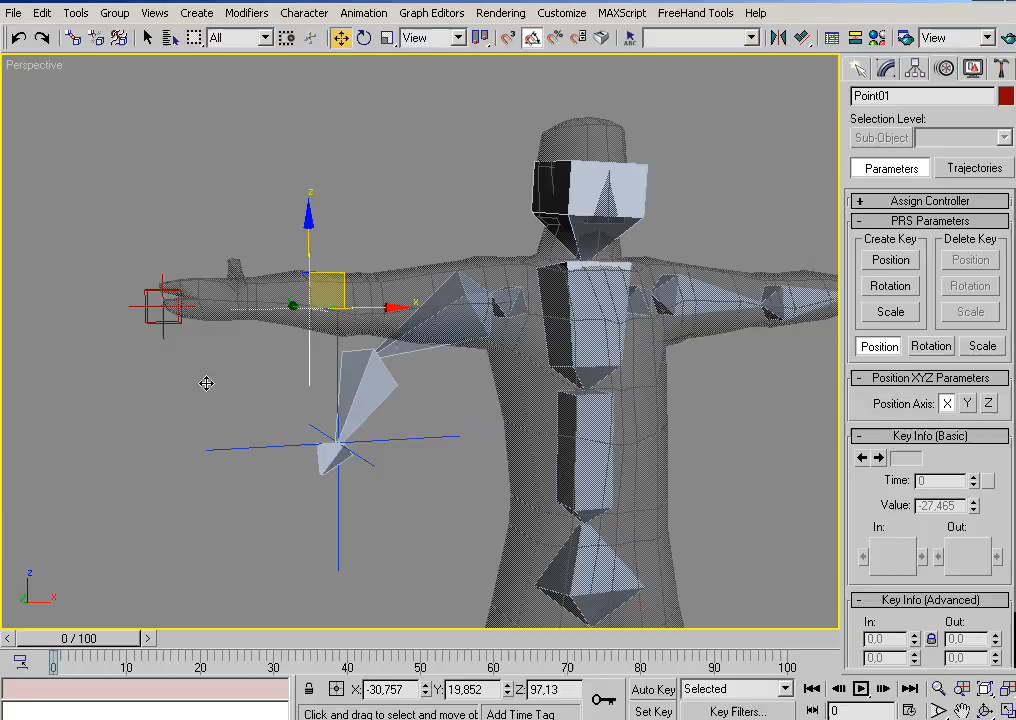 File Edit Tools Group Views Create Modifiers Character Animation Graph Editors Rendering Customize MAXScript FreeHand Tools Help
All View View
Perspective
Point01
Selection Level:
Sub-Object
Parameters Trajectories
+ Assign Controller
- PRS Parameters
Create Key Delete Key
Position Position
Rotation Rotation
Scale Scale
Position Rotation Scale
- Position XYZ Parameters
Position Axis: X Y Z
- Key Info (Basic)
Time: 0
Value: -27,465
In: Out:
- Key Info (Advanced)
In: Out:
0,0 0,0
0,0 0,0
z
x
z
x
< 0 / 100 >
0 10 20 30 40 50 60 70 80 90 100
X: -30,757 Y: 19,852 Z: 97,13 Auto Key Selected
Click and drag to select and move ob Add Time Tag Set Key Key Filters... 0